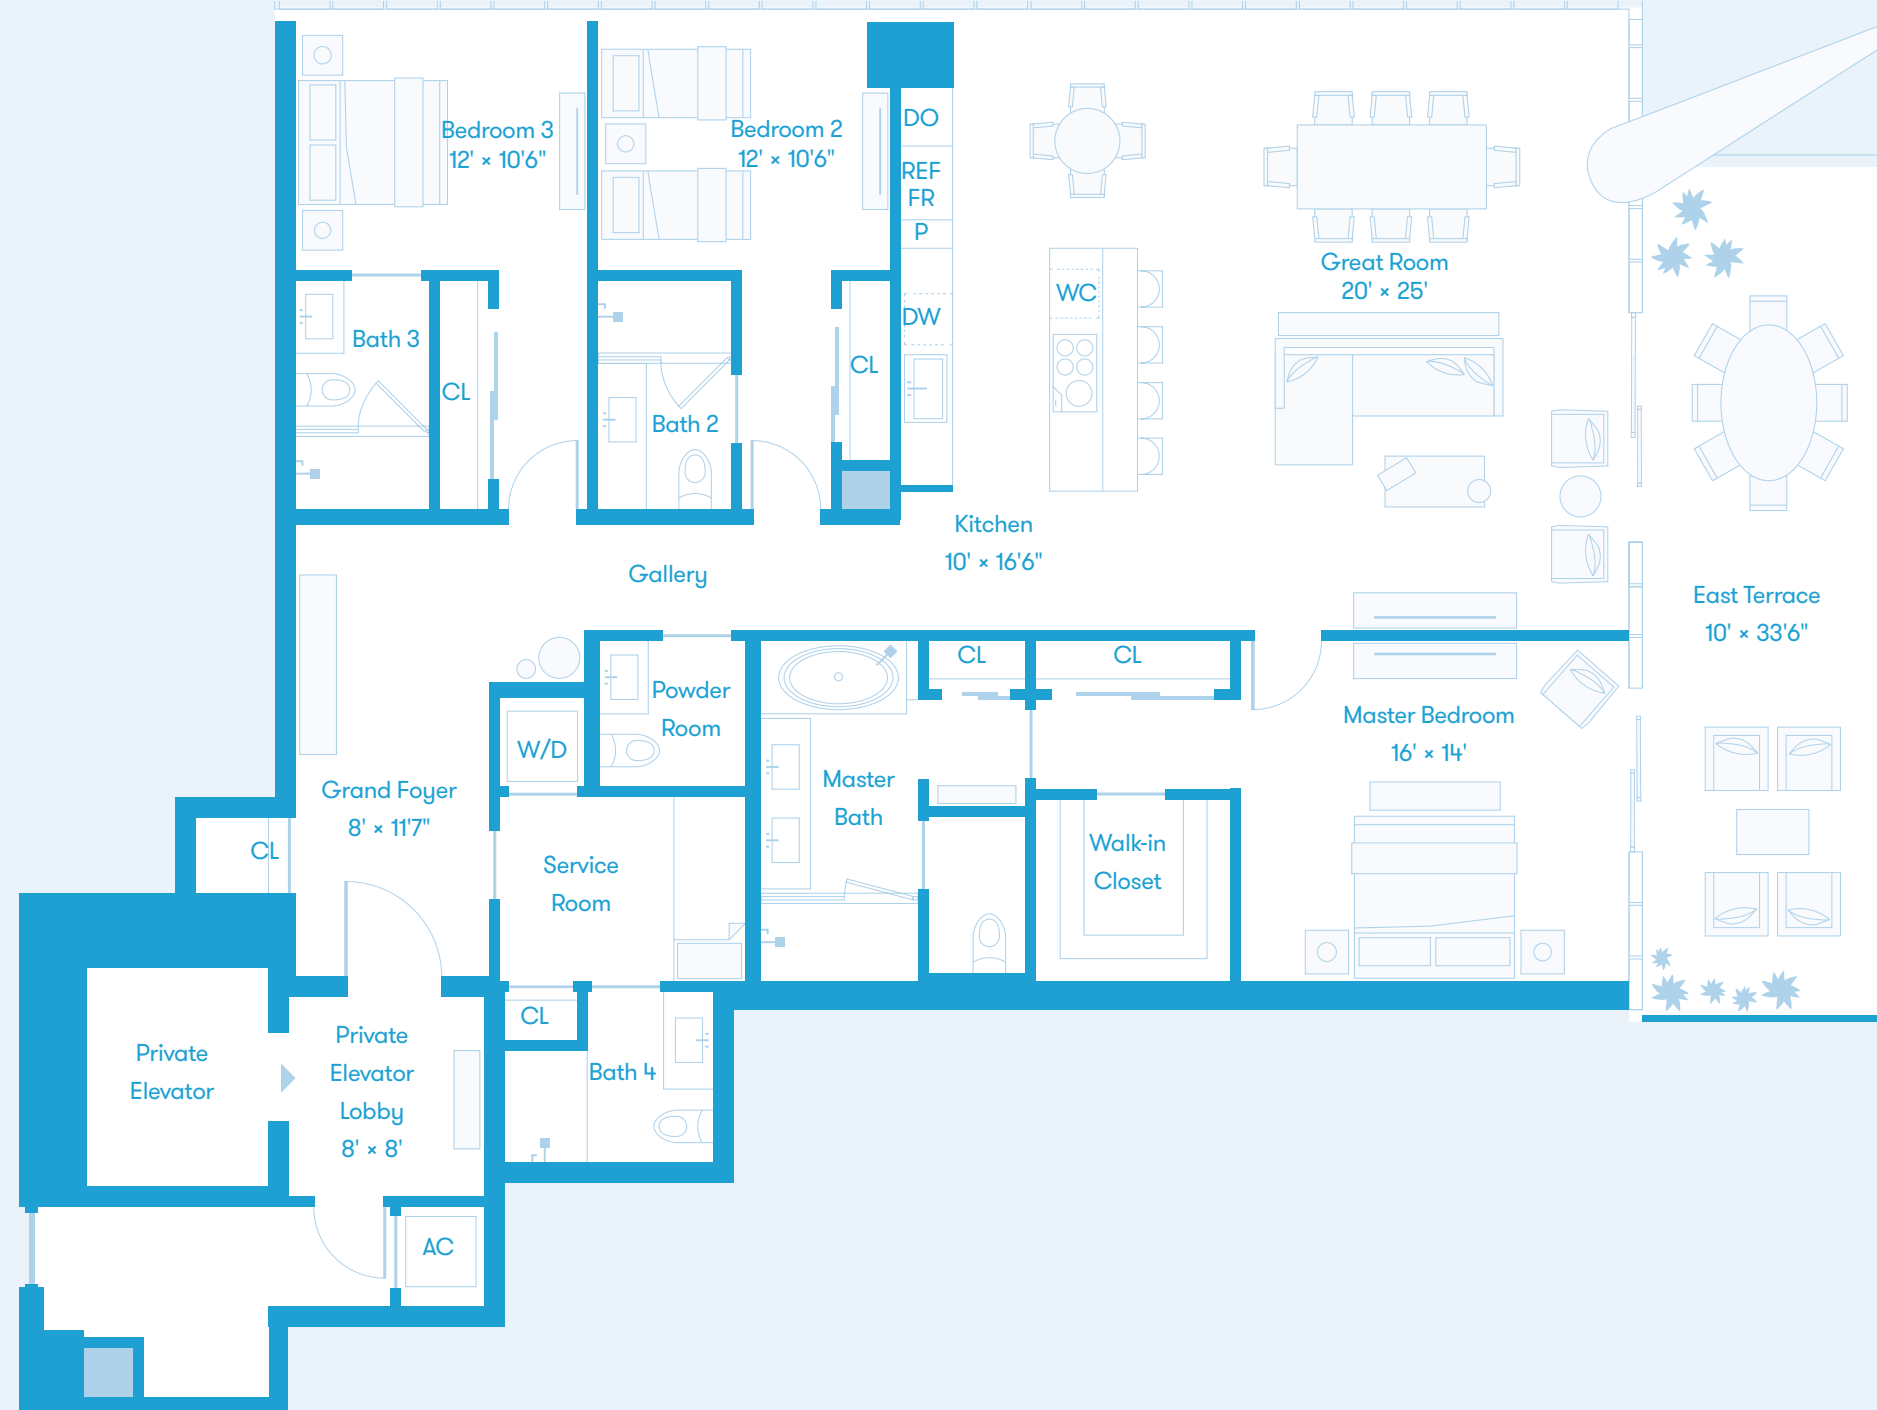 Bedroom 3
12' × 10'6"
Bedroom 2
12' × 10'6"
DO
REF
FR
P
DW
WC
Great Room
20' × 25'
Bath 3
CL
Bath 2
CL
Kitchen
10' × 16'6"
Gallery
East Terrace
10' × 33'6"
Powder
Room
W/D
CL
CL
Master Bedroom
16' × 14'
Grand Foyer
8' × 11'7"
CL
Master
Bath
Walk-in
Closet
Service
Room
CL
Bath 4
Private
Elevator
Private
Elevator
Lobby
8' × 8'
AC